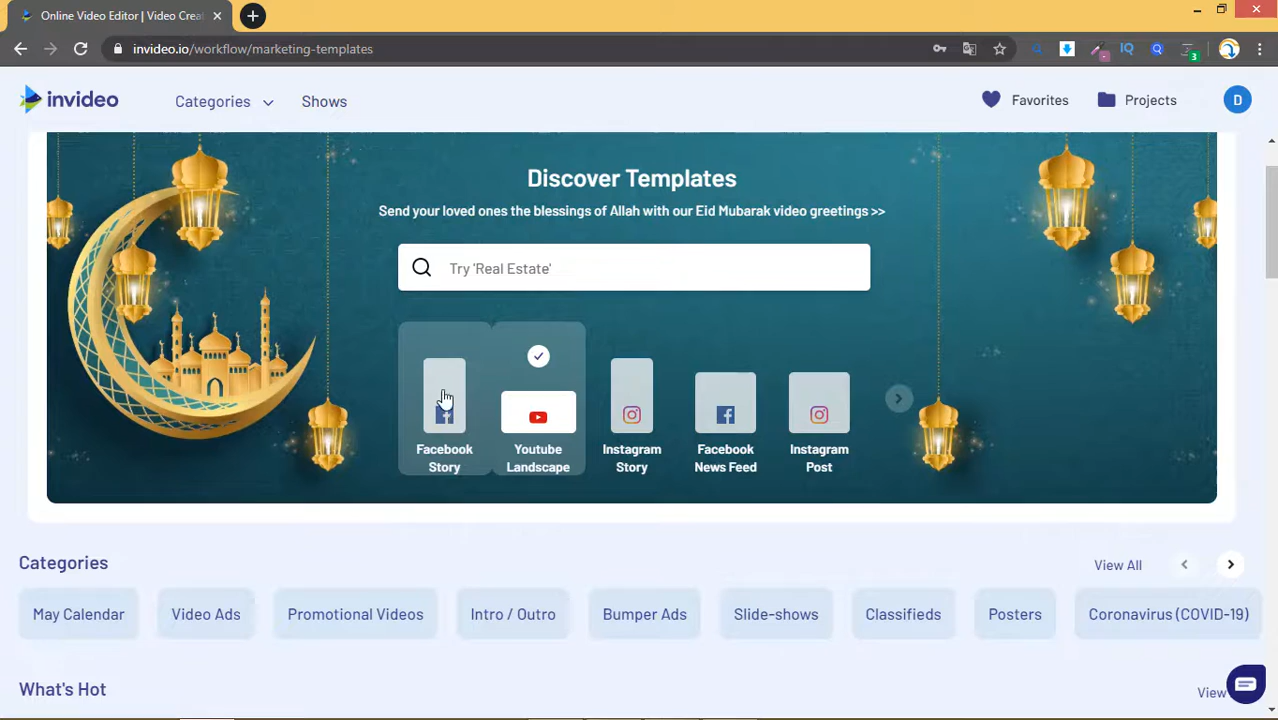 Online Video Editor | Video Crea
invideo.io/workflow/marketing-templates
IQ
3
invideo
Categories
Shows
Favorites
Projects
D
Discover Templates
Send your loved ones the blessings of Allah with our Eid Mubarak video greetings >>
Try 'Real Estate'
Facebook
Story
Youtube
Landscape
Instagram
Story
Facebook
News Feed
Instagram
Post
Categories
View All
May Calendar
Video Ads
Promotional Videos
Intro / Outro
Bumper Ads
Slide-shows
Classifieds
Posters
Coronavirus (COVID-19)
What's Hot
View